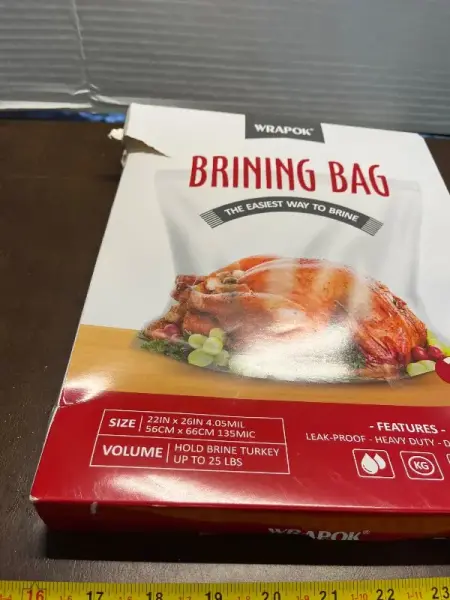 WRAPOK®
BRINING BAG
THE EASIEST WAY TO BRINE
SIZE 22IN x 26IN 4.05MIL
56CM x 66CM 135MIC
VOLUME HOLD BRINE TURKEY
UP TO 25 LBS
- FEATURES -
LEAK-PROOF - HEAVY DUTY - D
KG
WRAPOK®
16 17 18 19 20 21 22 23